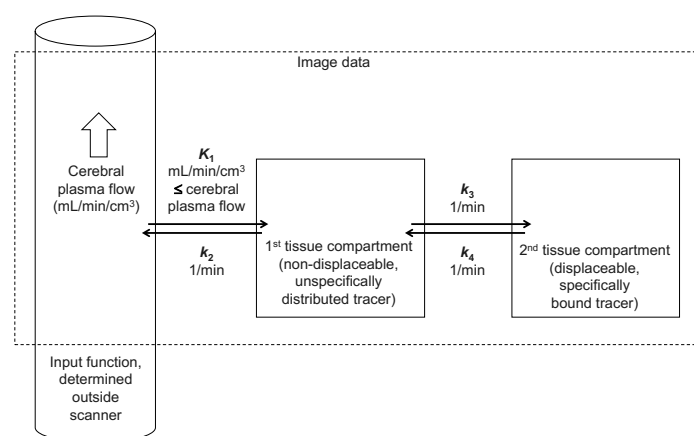 Image data
Cerebral
plasma flow
(mL/min/cm³)
K₁
mL/min/cm³
≤ cerebral
plasma flow
k₂
1/min
1ˢᵗ tissue compartment
(non-displaceable,
unspecifically
distributed tracer)
k₃
1/min
k₄
1/min
2ⁿᵈ tissue compartment
(displaceable,
specifically
bound tracer)
Input function,
determined
outside
scanner